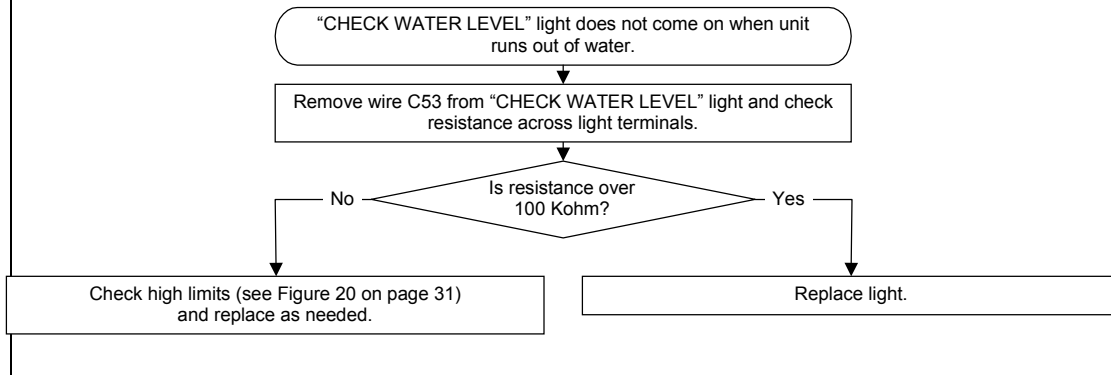 “CHECK WATER LEVEL” light does not come on when unit
runs out of water.
Remove wire C53 from “CHECK WATER LEVEL” light and check
resistance across light terminals.
Is resistance over
100 Kohm?
No
Yes
Check high limits (see Figure 20 on page 31)
and replace as needed.
Replace light.